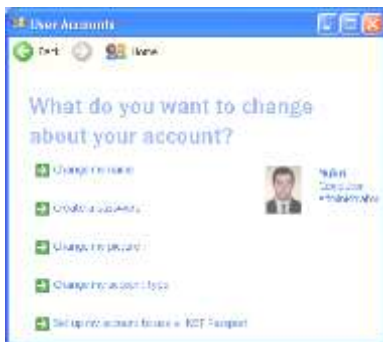 User Accounts
Back Home
What do you want to change
about your account?
Change my name
Computer
administrator
Create a password
Change my picture
Change my account type
Set up my account to use a .NET Passport